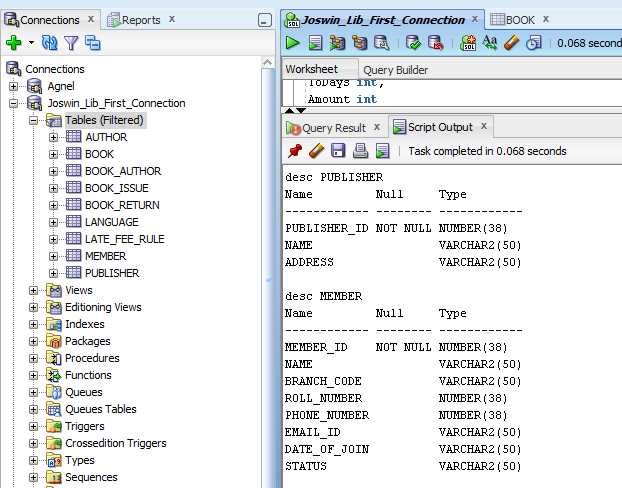 Connections
Reports
Connections
Agnel
Joswin_Lib_First_Connection
Tables (Filtered)
AUTHOR
BOOK
BOOK_AUTHOR
BOOK_ISSUE
BOOK_RETURN
LANGUAGE
LATE_FEE_RULE
MEMBER
PUBLISHER
Views
Editioning Views
Indexes
Packages
Procedures
Functions
Queues
Queues Tables
Triggers
Crossedition Triggers
Types
Sequences
Joswin_Lib_First_Connection
BOOK
0.068 second
Worksheet Query Builder
ToDays int,
Amount int
Query Result
Script Output
Task completed in 0.068 seconds
desc PUBLISHER
Name Null Type
------------ -------- ------------
PUBLISHER_ID NOT NULL NUMBER(38)
NAME VARCHAR2(50)
ADDRESS VARCHAR2(50)
desc MEMBER
Name Null Type
------------ -------- ------------
MEMBER_ID NOT NULL NUMBER(38)
NAME VARCHAR2(50)
BRANCH_CODE VARCHAR2(50)
ROLL_NUMBER NUMBER(38)
PHONE_NUMBER NUMBER(38)
EMAIL_ID VARCHAR2(50)
DATE_OF_JOIN VARCHAR2(50)
STATUS VARCHAR2(50)